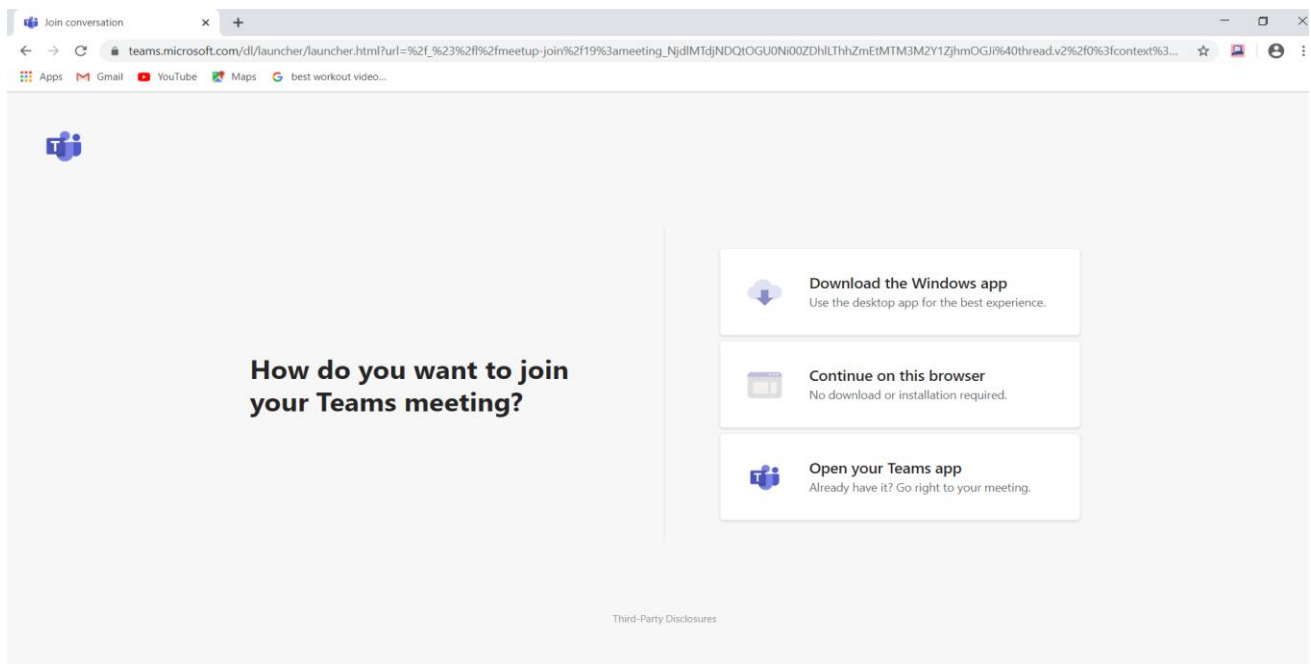 Join conversation
teams.microsoft.com/dl/launcher/launcher.html?url=%2f_%23%2fl%2fmeetup-join%2f19%3ameeting_NjdlMTdjNDQtOGU0Ni00ZDhlLThhZmEtMTM3M2Y1ZjhmOGJi%40thread.v2%2f0%3fcontext%3...
Apps Gmail YouTube Maps best workout video...
How do you want to join
your Teams meeting?
Download the Windows app
Use the desktop app for the best experience.
Continue on this browser
No download or installation required.
Open your Teams app
Already have it? Go right to your meeting.
Third-Party Disclosures